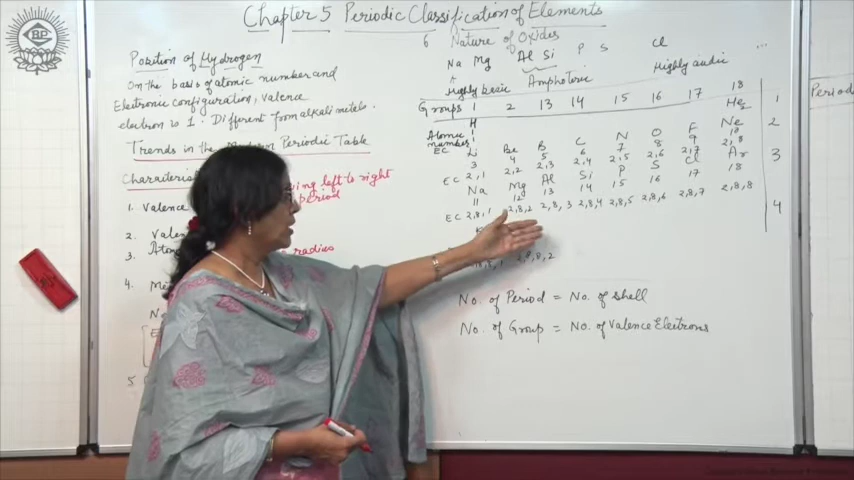 Chapter 5 Periodic Classification of Elements
BCP
Position of Hydrogen
On the basis of atomic number and
Electronic configuration, valence
electron is 1. Different from alkali metals.
Trends in the Modern Periodic Table
moving left to right
period
1. Valence
2. Valen
3. Atom
radius
4. Me
5
6 Nature of Oxides
Na Mg Al Si P S Cl ...
Highly basic Amphoteric Highly acidic
Groups 1 2 13 14 15 16 17 18
H He 1
Atomic number 1 2
EC 1
Li Be B C N O F Ne 2
3 4 5 6 7 8 9 10
EC 2,1 2,2 2,3 2,4 2,5 2,6 2,7 2,8
Na Mg Al Si P S Cl Ar 3
11 12 13 14 15 16 17 18
EC 2,8,1 2,8,2 2,8,3 2,8,4 2,8,5 2,8,6 2,8,7 2,8,8
K 4
2,8,8,2
No. of Period = No. of shell
No. of Group = No. of Valence Electrons
Period